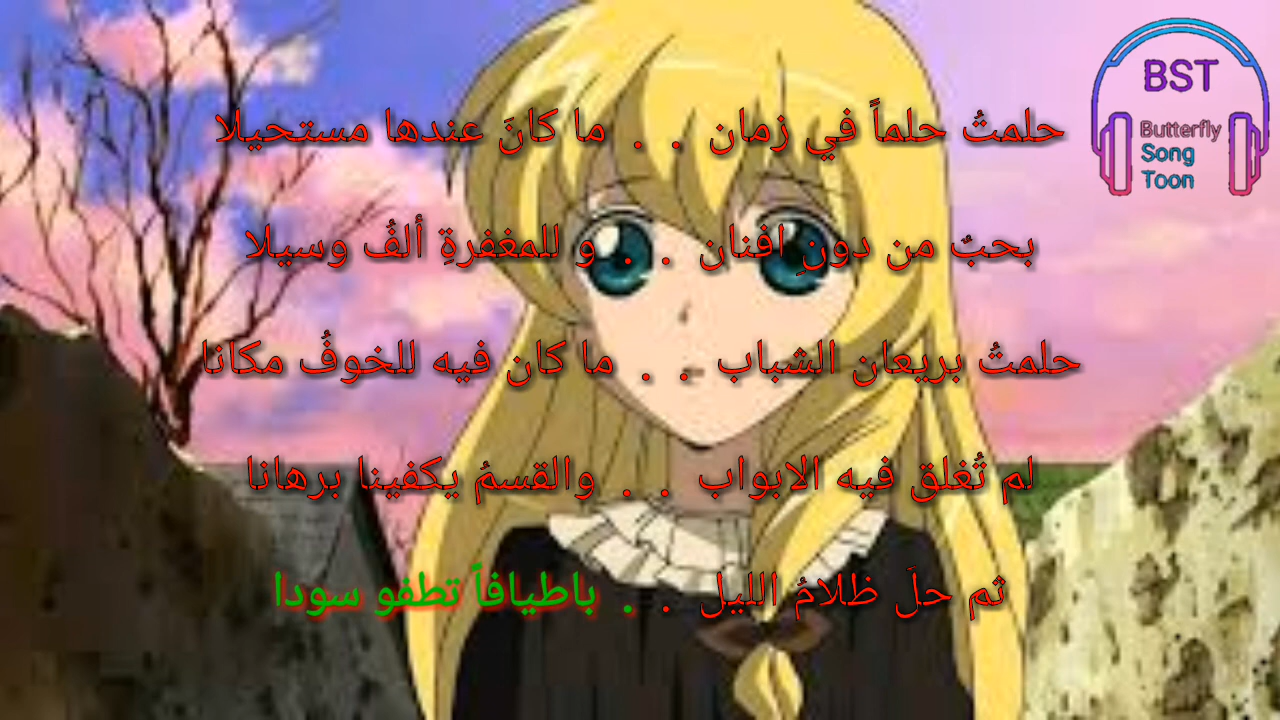 BST
Butterfly
Song
Toon
حلمتُ حلماً في زمان . . ما كانَ عندها مستحيلا
بحبٌ من دونِ افنان . . و للمغفرةِ ألفُ وسيلا
حلمتُ بريعان الشباب . . ما كان فيه للخوفُ مكانا
لم تُغلق فيه الابواب . . والقسمُ يكفينا برهانا
ثم حلَ ظلامُ الليل . . باطيافاً تطفو سودا